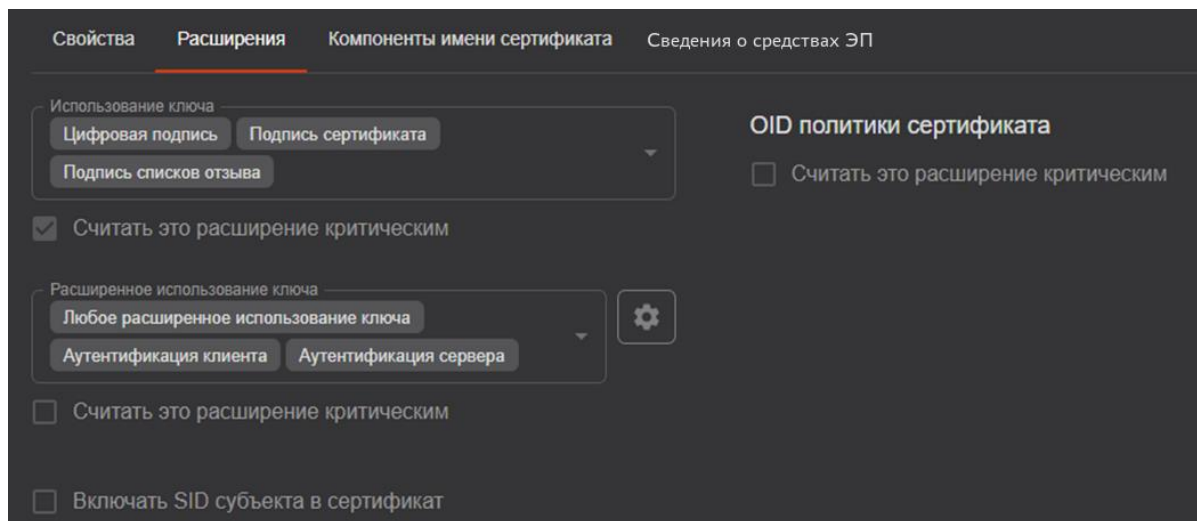 Свойства Расширения Компоненты имени сертификата Сведения о средствах ЭП
Использование ключа
Цифровая подпись Подпись сертификата
Подпись списков отзыва
Считать это расширение критическим
Расширенное использование ключа
Любое расширенное использование ключа
Аутентификация клиента Аутентификация сервера
Считать это расширение критическим
Включать SID субъекта в сертификат
OID политики сертификата
Считать это расширение критическим